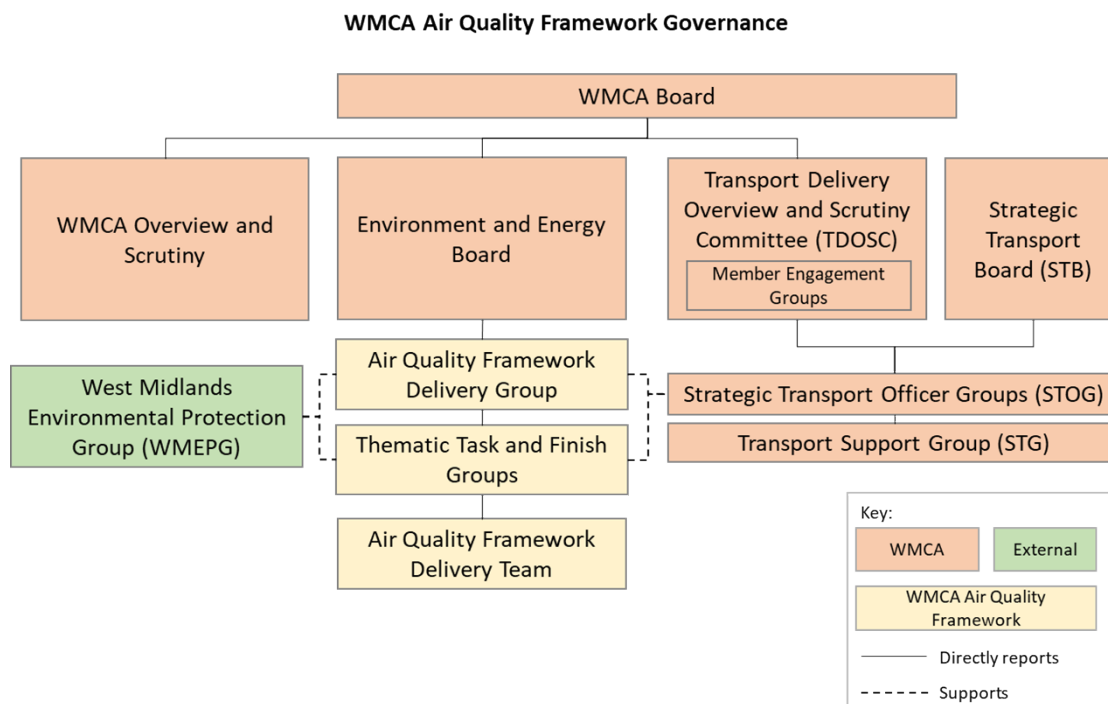 WMCA Air Quality Framework Governance
WMCA Board
WMCA Overview and
Scrutiny
Environment and Energy
Board
Transport Delivery
Overview and Scrutiny
Committee (TDOSC)
Member Engagement
Groups
Strategic
Transport
Board (STB)
West Midlands
Environmental Protection
Group (WMEPG)
Air Quality Framework
Delivery Group
Thematic Task and Finish
Groups
Air Quality Framework
Delivery Team
Strategic Transport Officer Groups (STOG)
Transport Support Group (STG)
Key:
WMCA
External
WMCA Air Quality
Framework
Directly reports
Supports